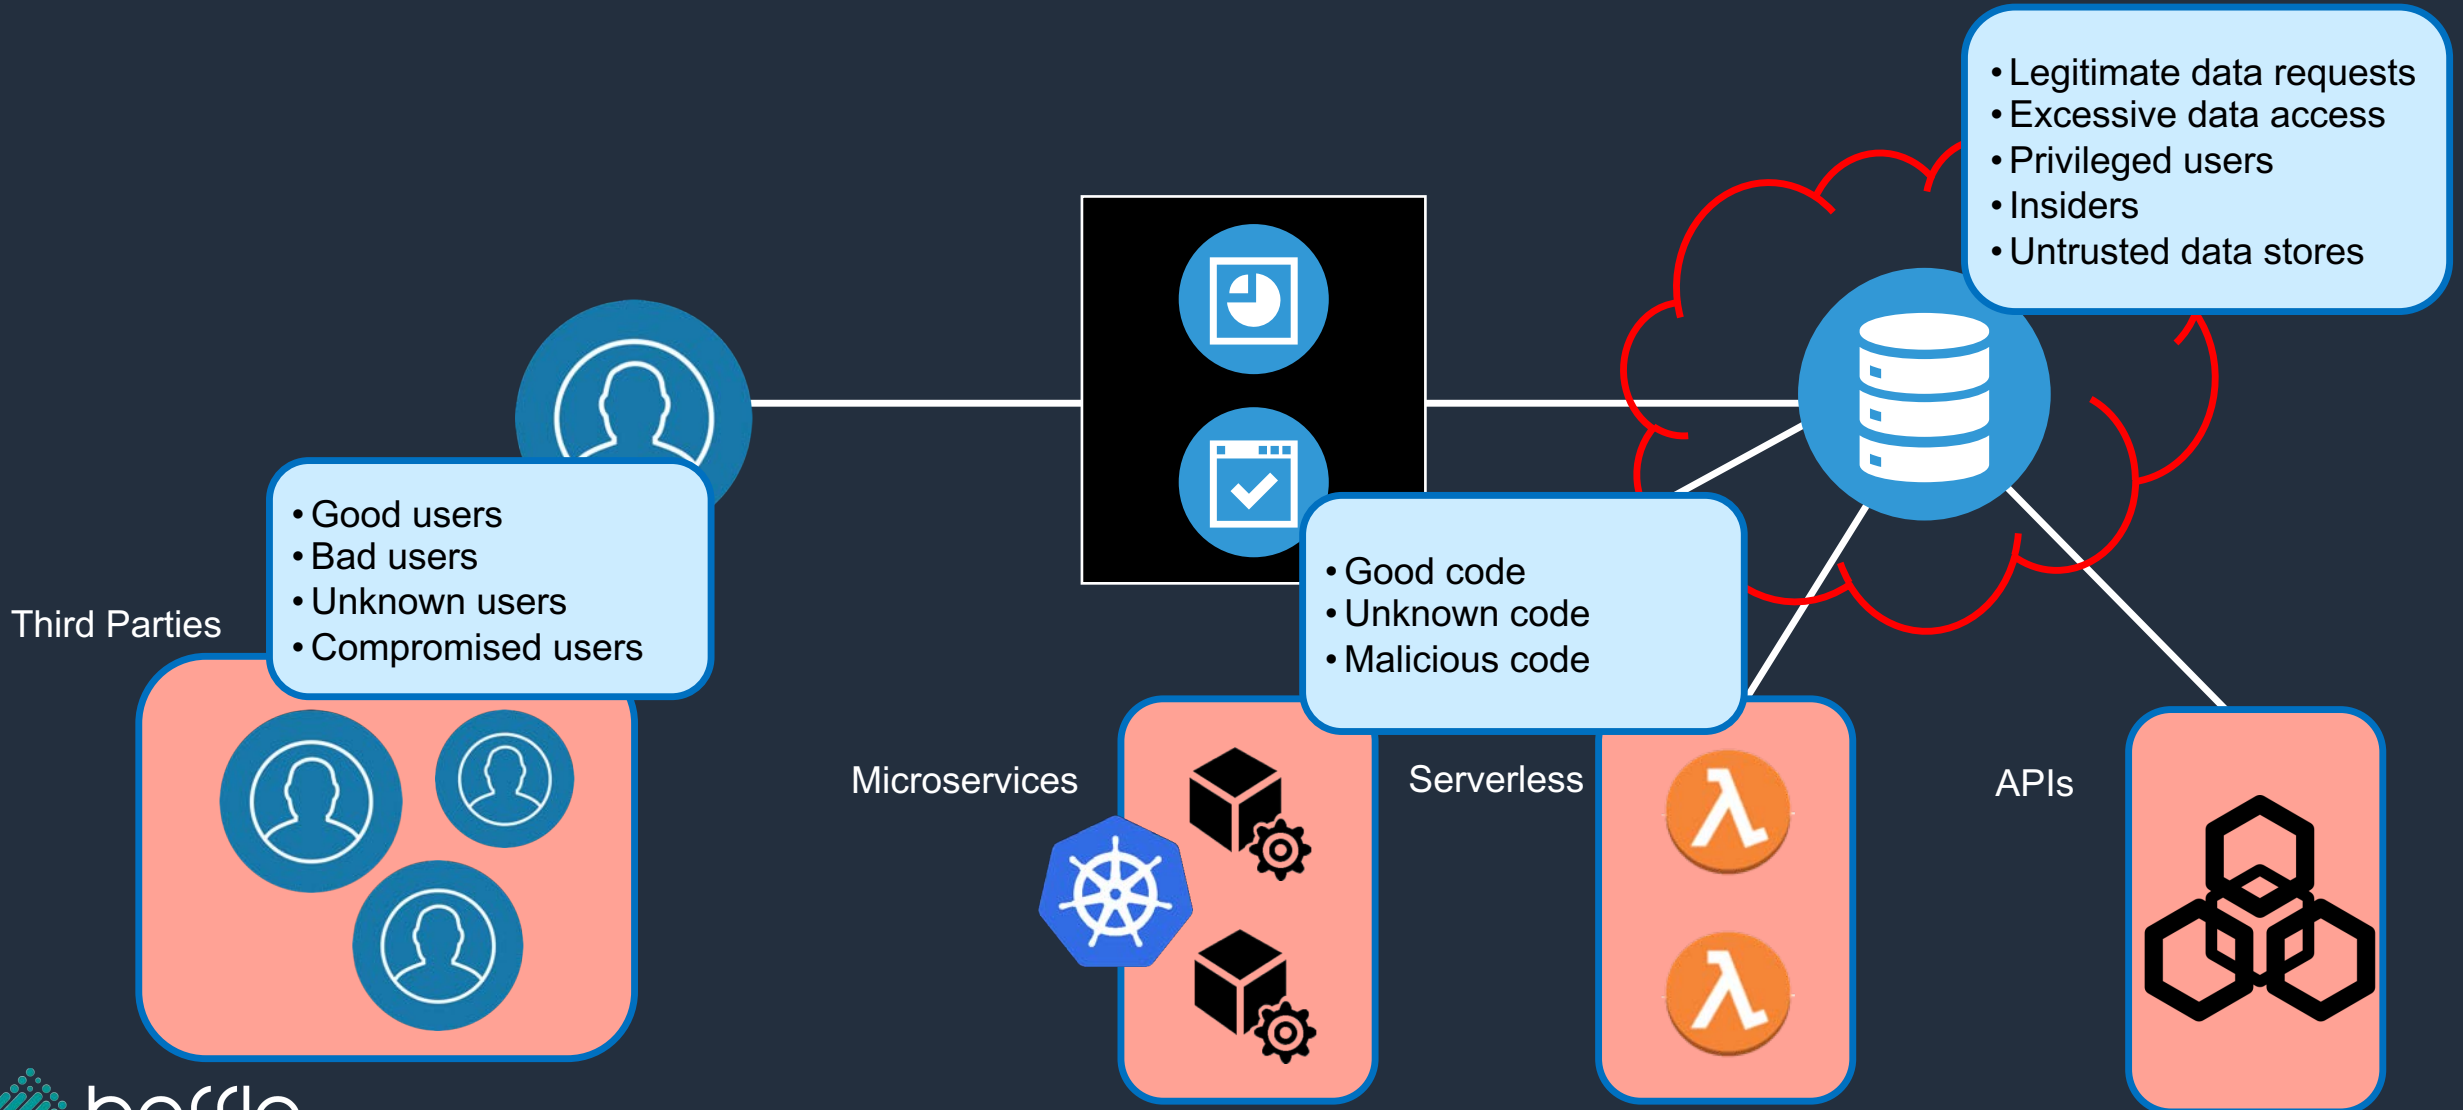 • Legitimate data requests
• Excessive data access
• Privileged users
• Insiders
• Untrusted data stores
• Good users
• Bad users
• Unknown users
• Compromised users
• Good code
• Unknown code
• Malicious code
Third Parties
Microservices
Serverless
APIs